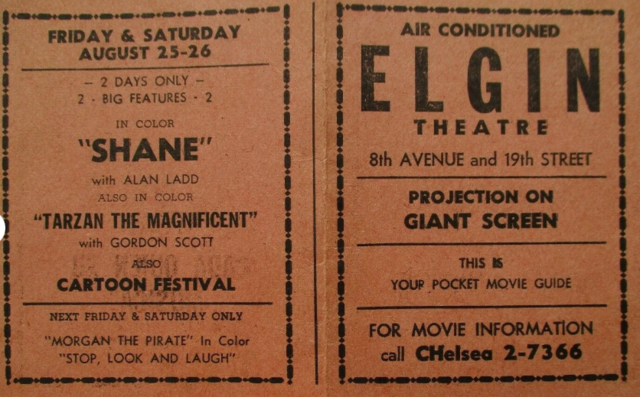 FRIDAY & SATURDAY
AUGUST 25-26
— 2 DAYS ONLY —
2 - BIG FEATURES - 2
IN COLOR
"SHANE"
with ALAN LADD
ALSO IN COLOR
"TARZAN THE MAGNIFICENT"
with GORDON SCOTT
ALSO
CARTOON FESTIVAL
NEXT FRIDAY & SATURDAY ONLY
"MORGAN THE PIRATE" In Color
"STOP, LOOK AND LAUGH"
AIR CONDITIONED
ELGIN
THEATRE
8th AVENUE and 19th STREET
PROJECTION ON
GIANT SCREEN
THIS IS
YOUR POCKET MOVIE GUIDE
FOR MOVIE INFORMATION
call CHelsea 2-7366